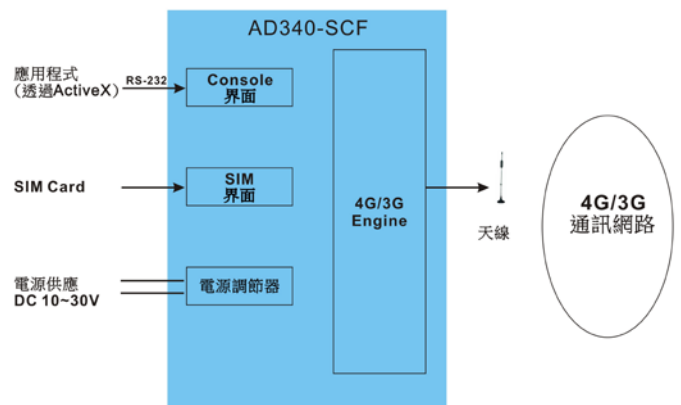 AD340-SCF
應用程式
（透過ActiveX）
RS-232
Console
界面
SIM Card
SIM
界面
電源供應
DC 10~30V
電源調節器
4G/3G
Engine
天線
4G/3G
通訊網路